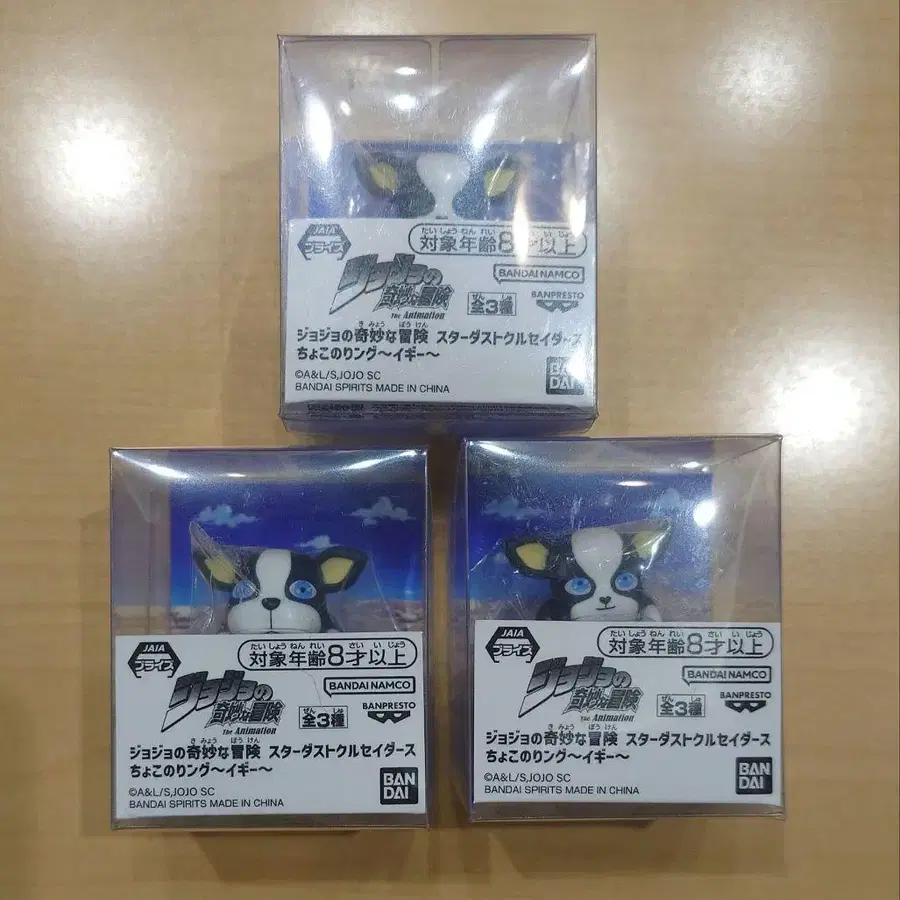 たいしょうねんれい さいいじょう
JAIA
プライズ
対象年齢8才以上
BANDAI NAMCO
ジョジョの
奇妙な冒険
The Animation
ぜん しゅ
全3種
BANPRESTO
きみょう ぼうけん
ジョジョの奇妙な冒険 スターダストクルセイダース
ちょこのりング～イギー～
©A&L/S,JOJO SC
BANDAI SPIRITS MADE IN CHINA
BAN
DAI
たいしょうねんれい さいいじょう
JAIA
プライズ
対象年齢8才以上
BANDAI NAMCO
ジョジョの
奇妙な冒険
The Animation
ぜん しゅ
全3種
BANPRESTO
きみょう ぼうけん
ジョジョの奇妙な冒険 スターダストクルセイダース
ちょこのりング～イギー～
©A&L/S,JOJO SC
BANDAI SPIRITS MADE IN CHINA
BAN
DAI
たいしょうねんれい さいいじょう
JAIA
プライズ
対象年齢8才以上
BANDAI NAMCO
ジョジョの
奇妙な冒険
The Animation
ぜん しゅ
全3種
BANPRESTO
きみょう ぼうけん
ジョジョの奇妙な冒険 スターダストクルセイダース
ちょこのりング～イギー～
©A&L/S,JOJO SC
BANDAI SPIRITS MADE IN CHINA
BAN
DAI